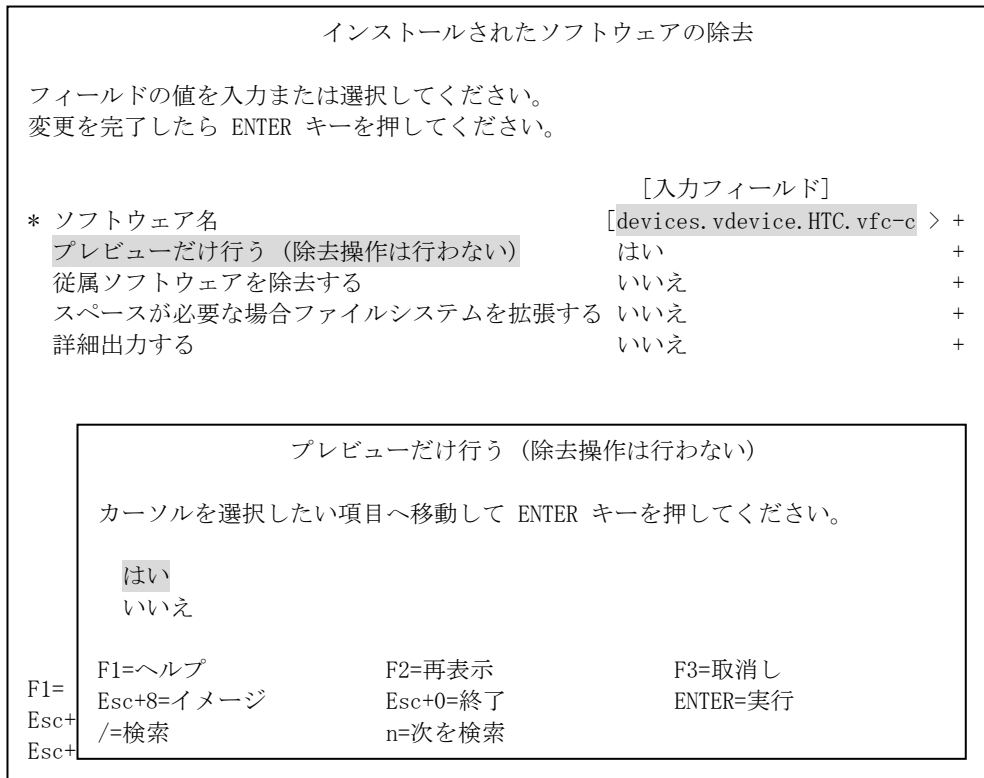 インストールされたソフトウェアの除去
フィールドの値を入力または選択してください。
変更を完了したら ENTER キーを押してください。
[入力フィールド]
* ソフトウェア名 [devices.vdevice.HTC.vfc-c > +
プレビューだけ行う (除去操作は行わない) はい +
従属ソフトウェアを除去する いいえ +
スペースが必要な場合ファイルシステムを拡張する いいえ +
詳細出力する いいえ +
プレビューだけ行う (除去操作は行わない)
カーソルを選択したい項目へ移動して ENTER キーを押してください。
はい
いいえ
F1=ヘルプ F2=再表示 F3=取消し
F1=
Esc+8=イメージ Esc+0=終了 ENTER=実行
Esc+
/=検索 n=次を検索
Esc+